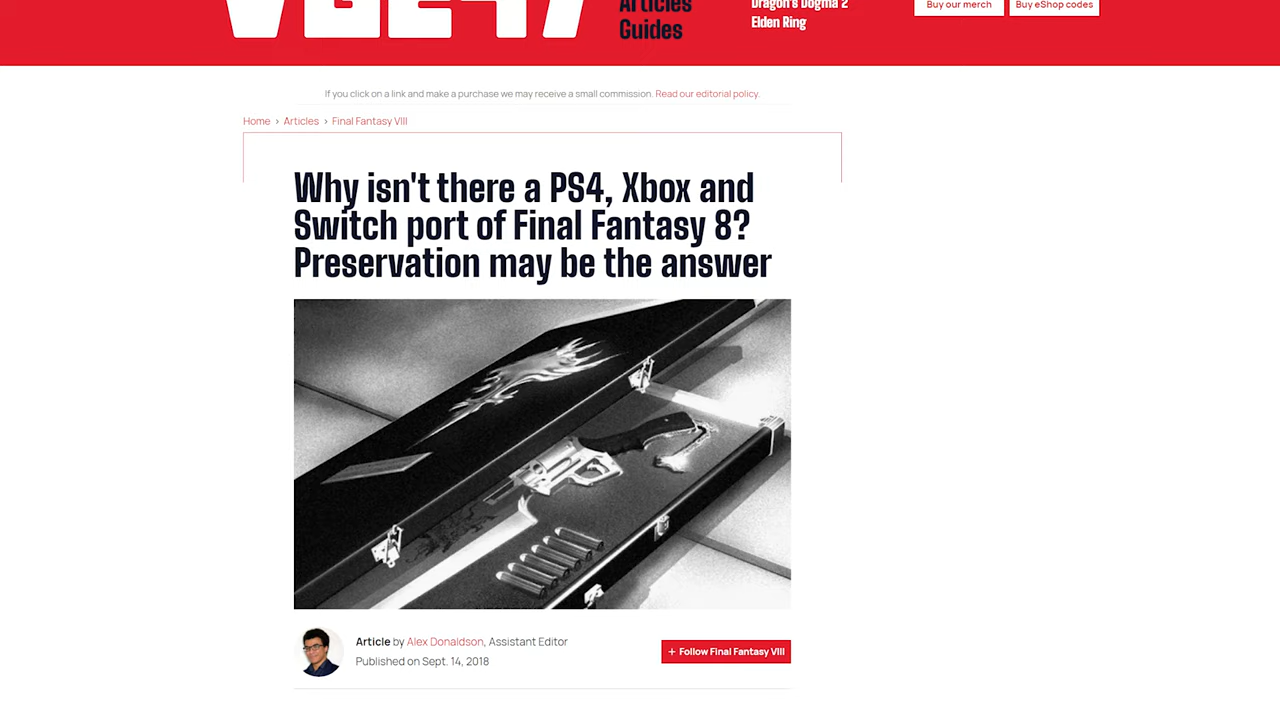 VG247
Articles
Guides
Dragon's Dogma 2
Elden Ring
Buy our merch
Buy eShop codes
If you click on a link and make a purchase we may receive a small commission. Read our editorial policy.
Home › Articles › Final Fantasy VIII
Why isn't there a PS4, Xbox and
Switch port of Final Fantasy 8?
Preservation may be the answer
Article by Alex Donaldson, Assistant Editor
Published on Sept. 14, 2018
+ Follow Final Fantasy VIII